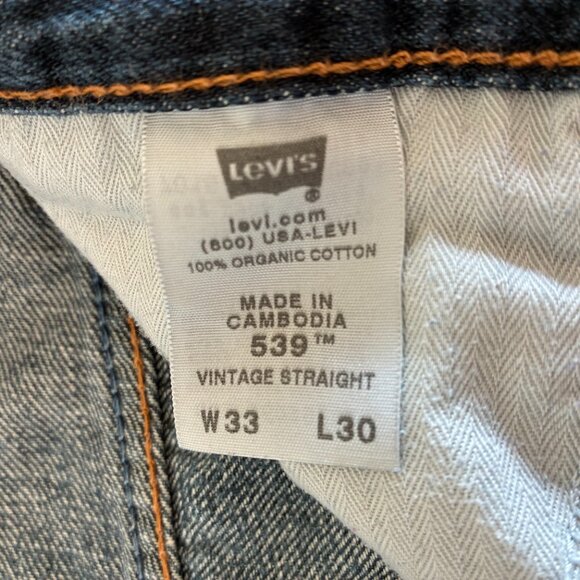 Levi's
®
levi.com
(800) USA-LEVI
100% ORGANIC COTTON
MADE IN
CAMBODIA
539™
VINTAGE STRAIGHT
W33 L30